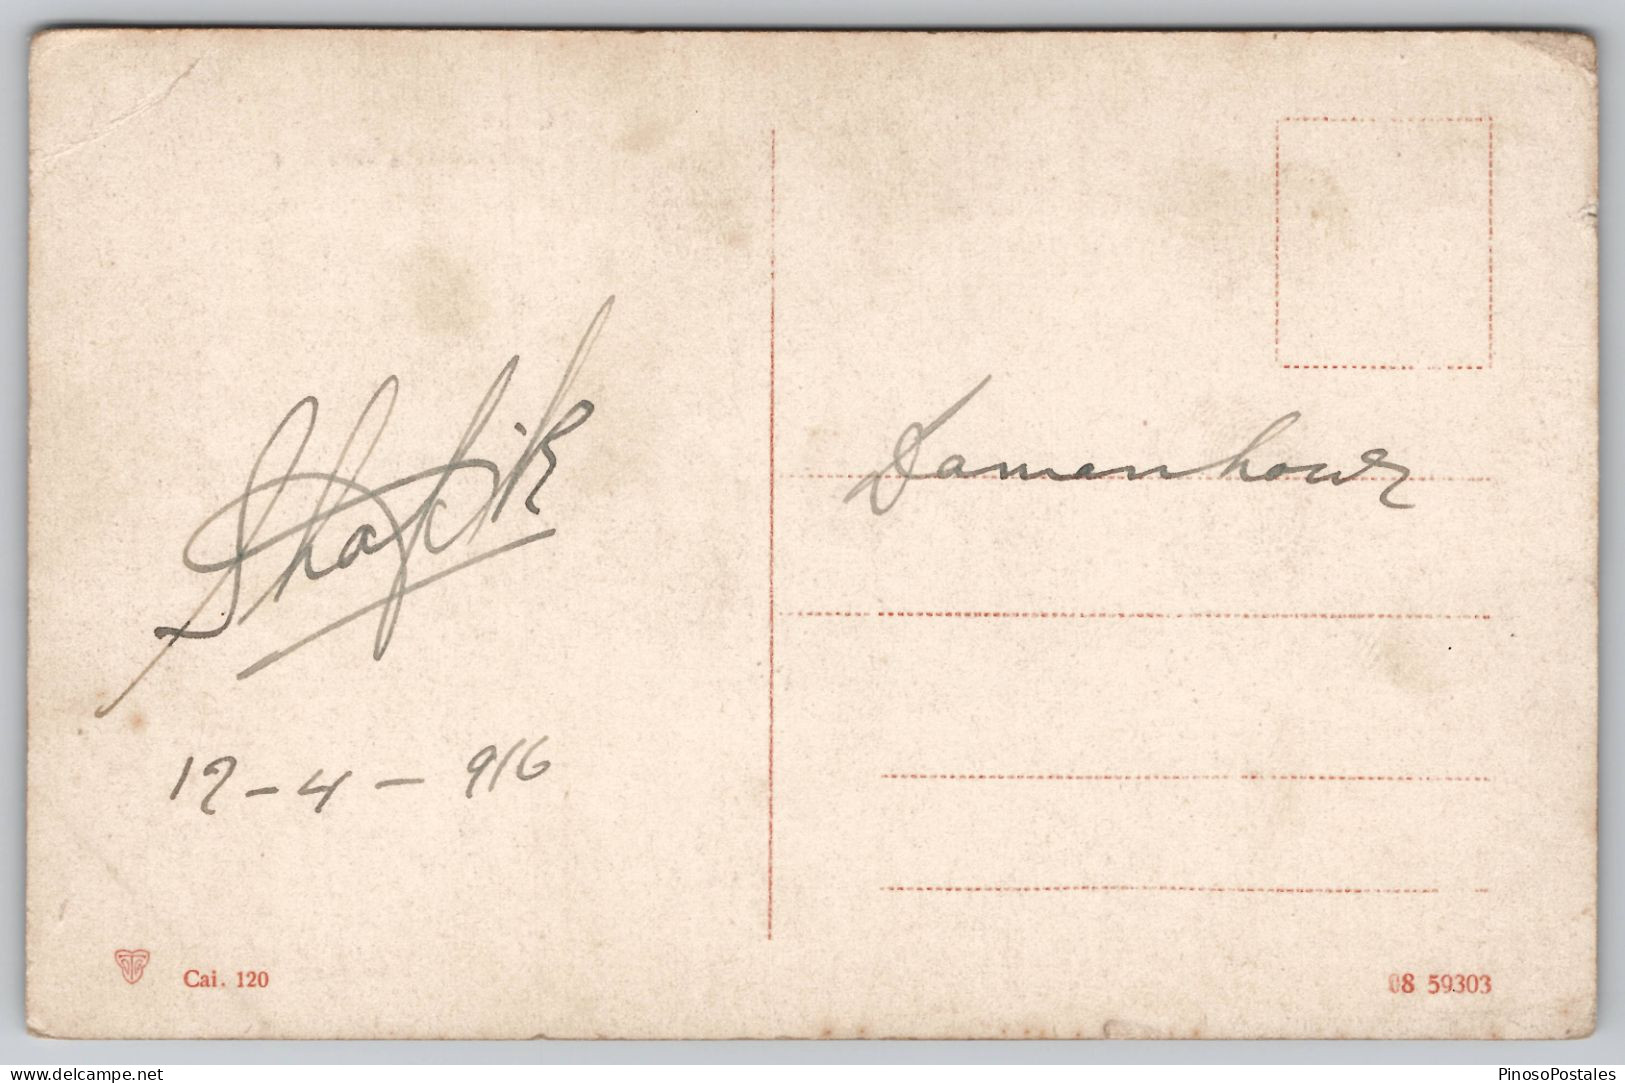 Shafik
12-4-916
Damanhour
Cai. 120
08 59303
www.delcampe.net
PinosoPostales